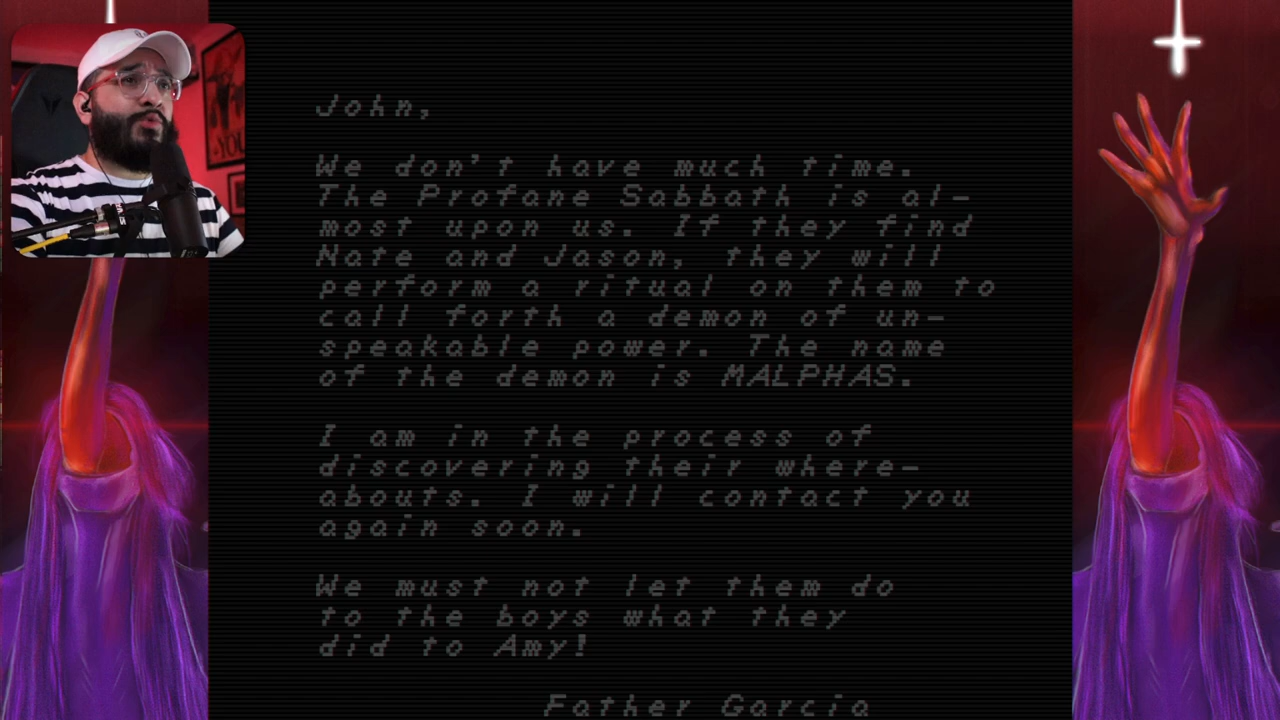 John,
We don't have much time.
The Profane Sabbath is al-
most upon us. If they find
Nate and Jason, they will
perform a ritual on them to
call forth a demon of un-
speakable power. The name
of the demon is MALPHAS.
I am in the process of
discovering their where-
abouts. I will contact you
again soon.
We must not let them do
to the boys what they
did to Amy!
Father Garcia